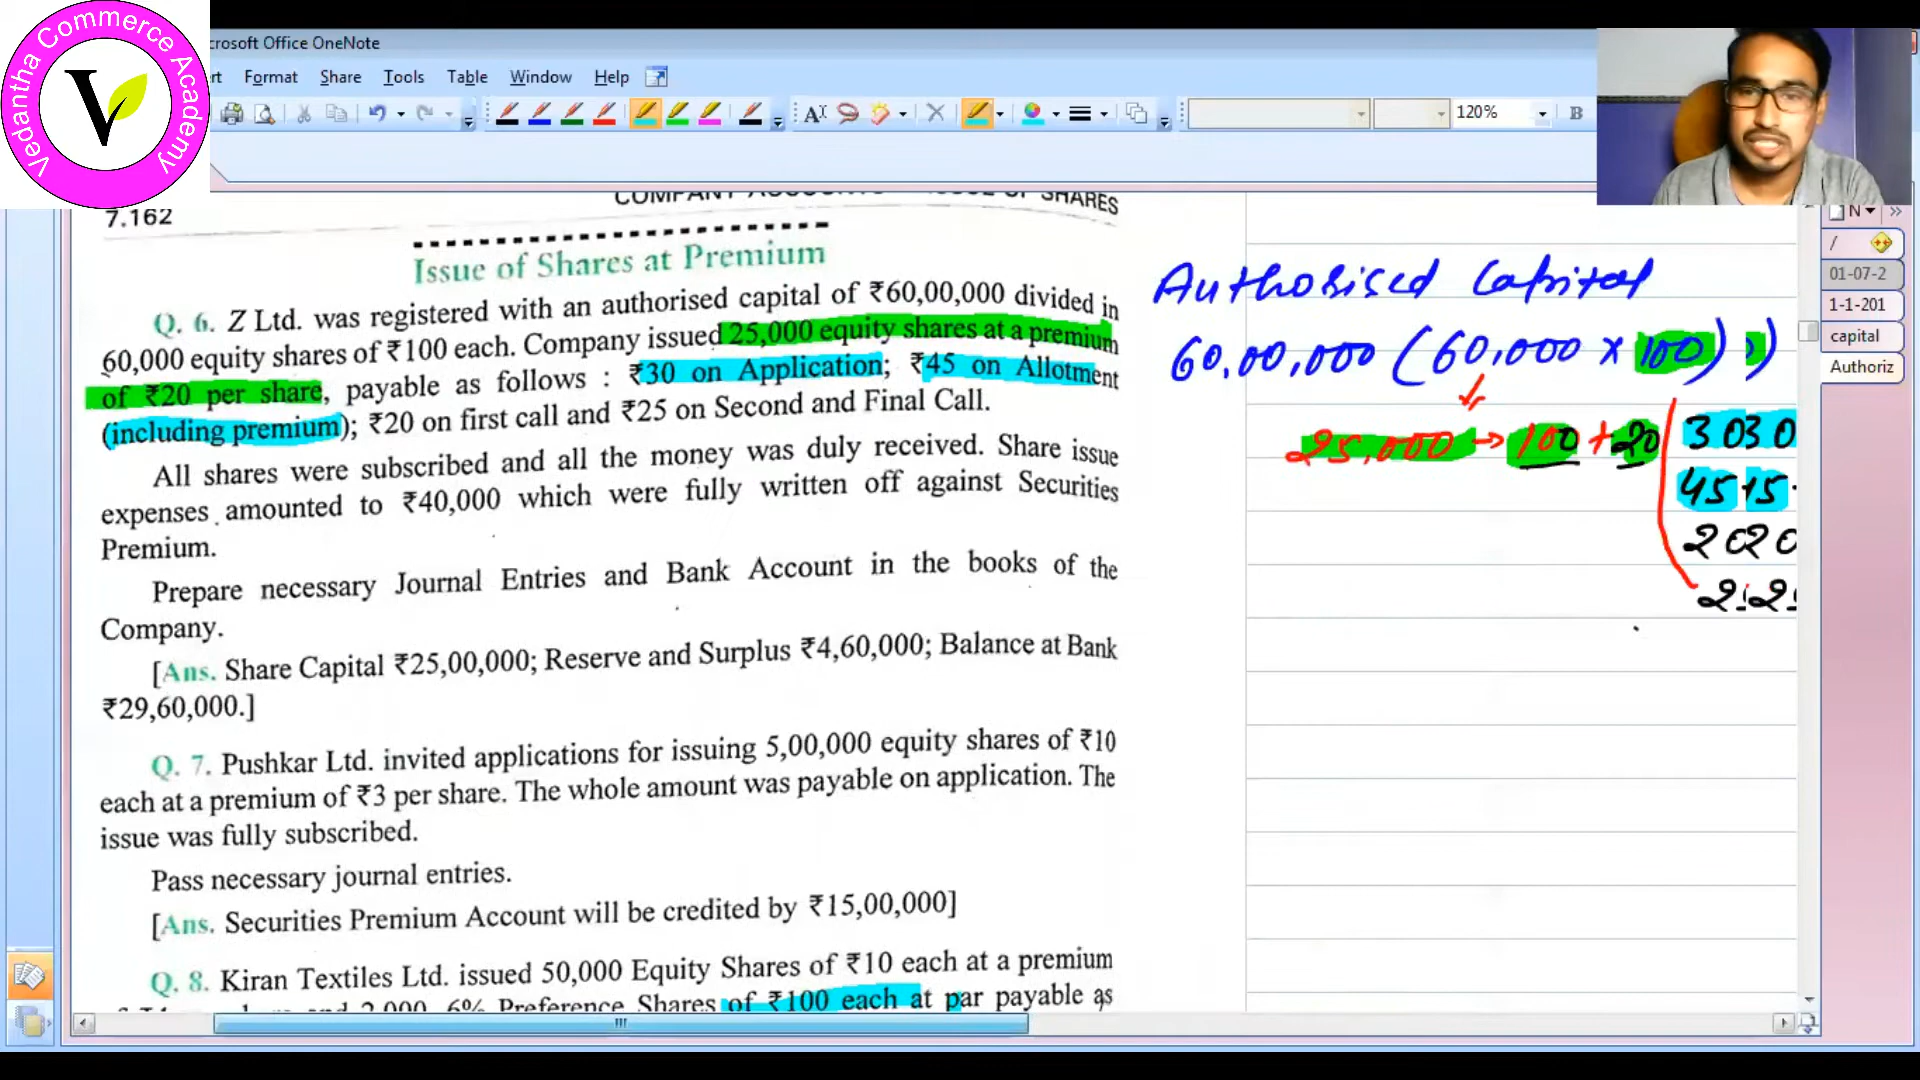 Vedantha Commerce Academy
V
crosoft Office OneNote
rt Format Share Tools Table Window Help
120% B
7.162
COMPANY ACCOUNTS ISSUE OF SHARES
Issue of Shares at Premium
Q. 6. Z Ltd. was registered with an authorised capital of ₹60,00,000 divided in
60,000 equity shares of ₹100 each. Company issued 25,000 equity shares at a premium
of ₹20 per share, payable as follows : ₹30 on Application; ₹45 on Allotment
(including premium); ₹20 on first call and ₹25 on Second and Final Call.
All shares were subscribed and all the money was duly received. Share issue
expenses amounted to ₹40,000 which were fully written off against Securities
Premium.
Prepare necessary Journal Entries and Bank Account in the books of the
Company.
[Ans. Share Capital ₹25,00,000; Reserve and Surplus ₹4,60,000; Balance at Bank
₹29,60,000.]
Q. 7. Pushkar Ltd. invited applications for issuing 5,00,000 equity shares of ₹10
each at a premium of ₹3 per share. The whole amount was payable on application. The
issue was fully subscribed.
Pass necessary journal entries.
[Ans. Securities Premium Account will be credited by ₹15,00,000]
Q. 8. Kiran Textiles Ltd. issued 50,000 Equity Shares of ₹10 each at a premium
2,000, 6% Preference Shares of ₹100 each at par payable as
Authorised Capital
60,00,000 (60,000 × 100) )
25,000 → 100 + 20
30 30
45 15
20 20
N
01-07-2
1-1-201
capital
Authoriz